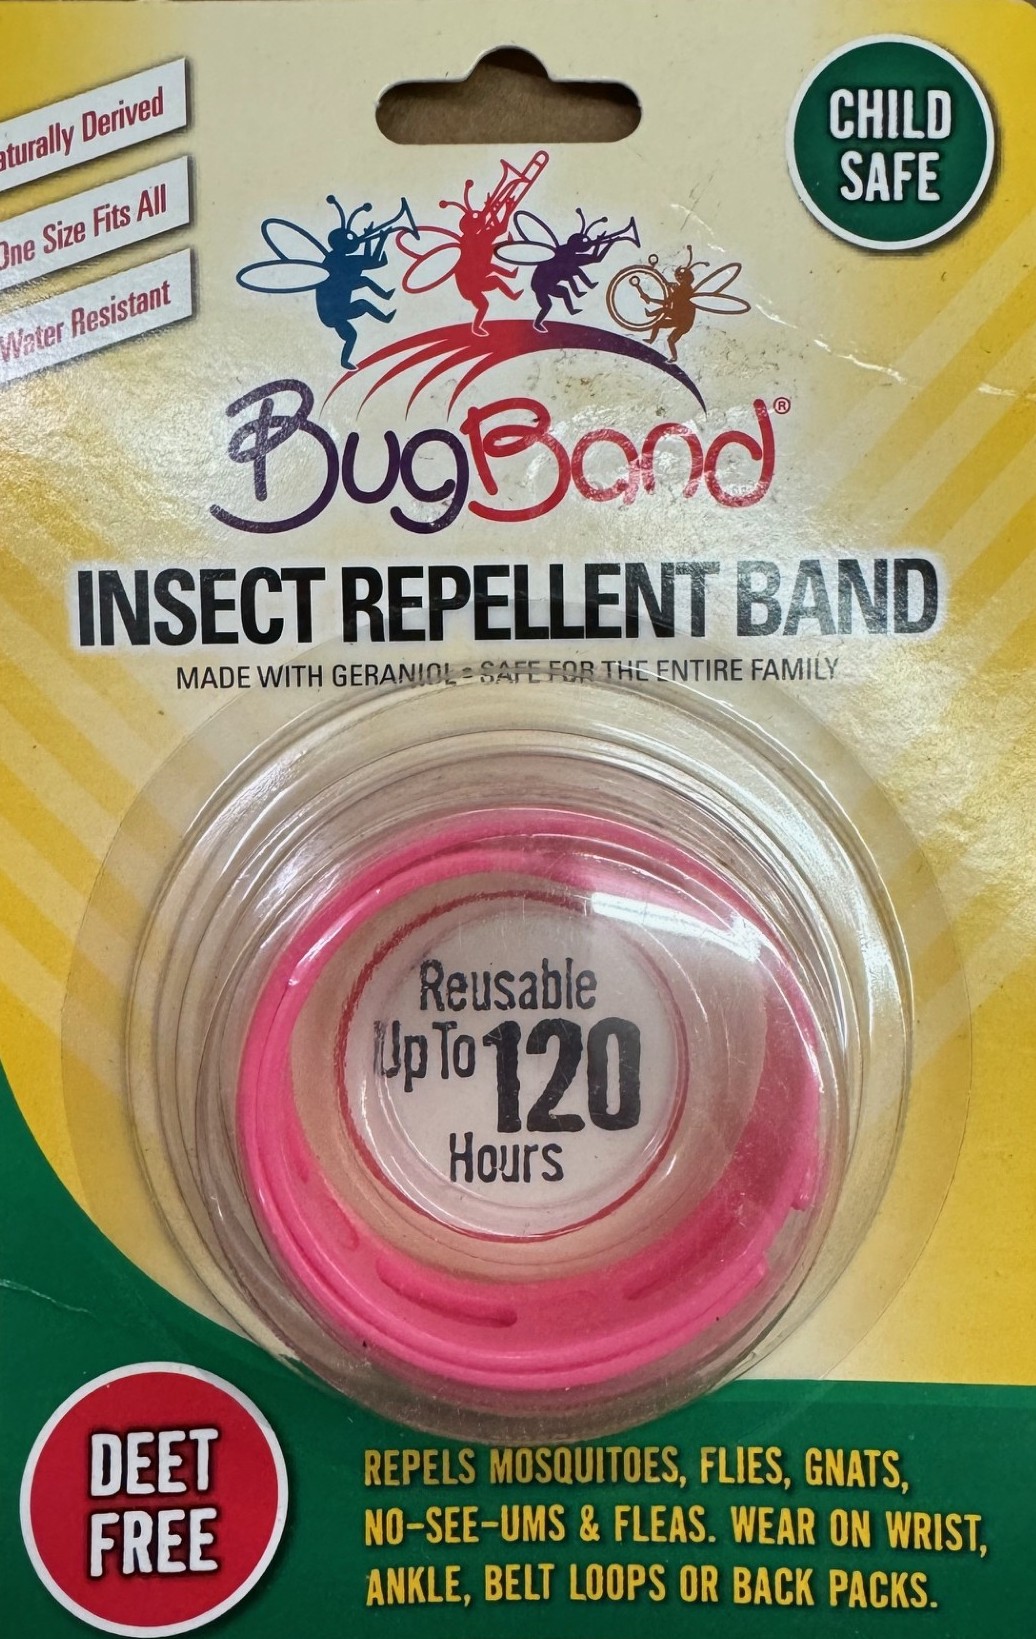 Derived
One Size Fits All
Water Resistant
CHILD
SAFE
BugBand®
INSECT REPELLENT BAND
MADE WITH GERANIOL - SAFE FOR THE ENTIRE FAMILY
Reusable
Up To 120
Hours
DEET
FREE
REPELS MOSQUITOES, FLIES, GNATS,
NO-SEE-UMS & FLEAS. WEAR ON WRIST,
ANKLE, BELT LOOPS OR BACK PACKS.